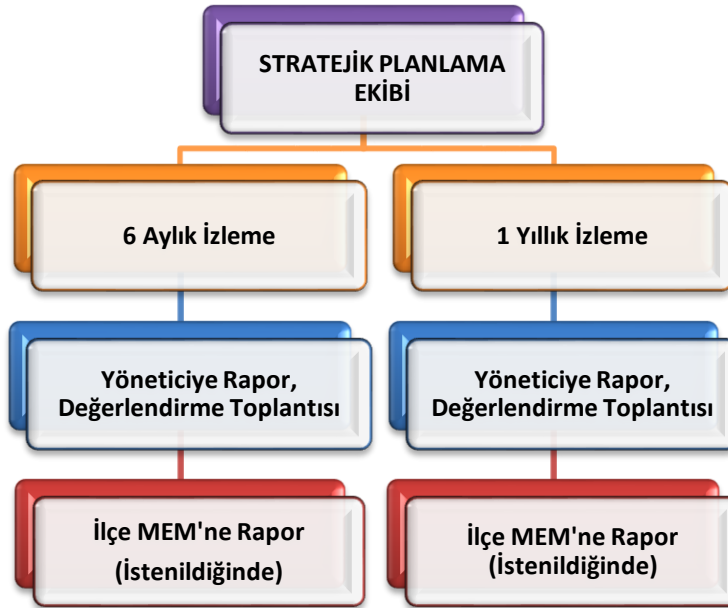 STRATEJİK PLANLAMA
EKİBİ
6 Aylık İzleme
1 Yıllık İzleme
Yöneticiye Rapor,
Değerlendirme Toplantısı
Yöneticiye Rapor,
Değerlendirme Toplantısı
İlçe MEM'ne Rapor
(İstenildiğinde)
İlçe MEM'ne Rapor
(İstenildiğinde)